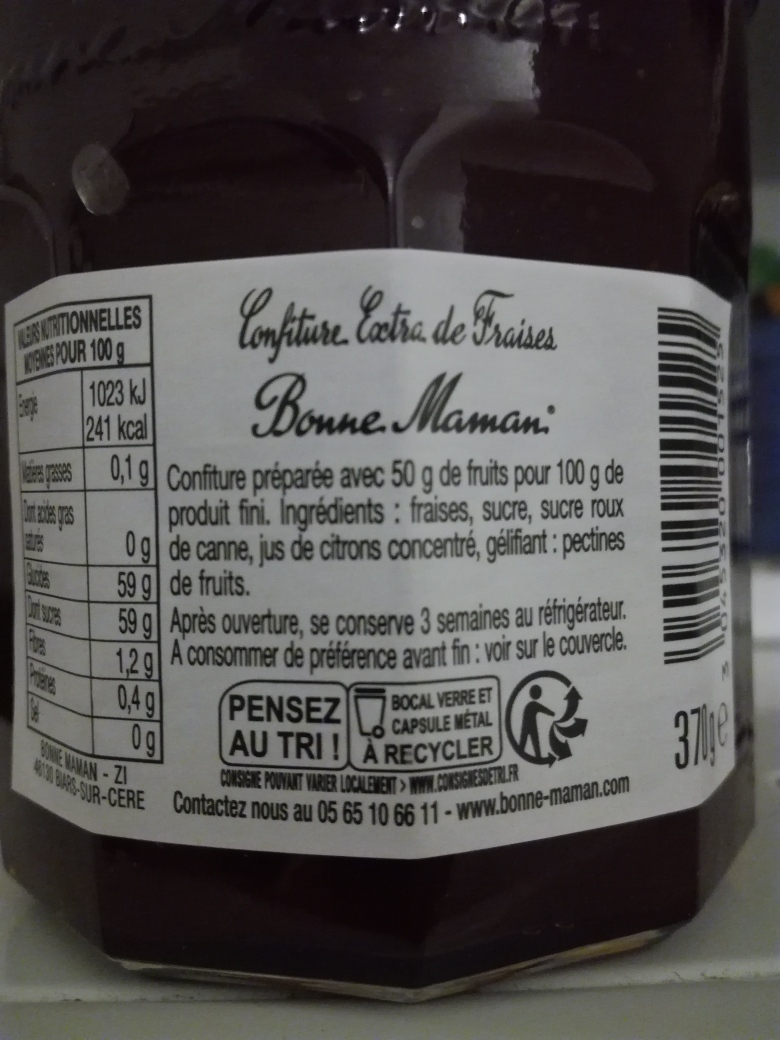 VALEURS NUTRITIONNELLES
MOYENNES POUR 100 g
Energie 1023 kJ
241 kcal
Matières grasses 0,1 g
Dont acides gras
saturés 0 g
Glucides 59 g
Dont sucres 59 g
Fibres 1,2 g
Protéines 0,4 g
Sel 0 g
BONNE MAMAN - ZI
46130 BIARS-SUR-CERE
Confiture Extra de Fraises
Bonne Maman
Confiture préparée avec 50 g de fruits pour 100 g de
produit fini. Ingrédients : fraises, sucre, sucre roux
de canne, jus de citrons concentré, gélifiant : pectines
de fruits.
Après ouverture, se conserve 3 semaines au réfrigérateur.
A consommer de préférence avant fin : voir sur le couvercle.
PENSEZ
AU TRI !
BOCAL VERRE ET
CAPSULE MÉTAL
À RECYCLER
CONSIGNE POUVANT VARIER LOCALEMENT > WWW.CONSIGNESDETRI.FR
Contactez nous au 05 65 10 66 11 - www.bonne-maman.com
370g e